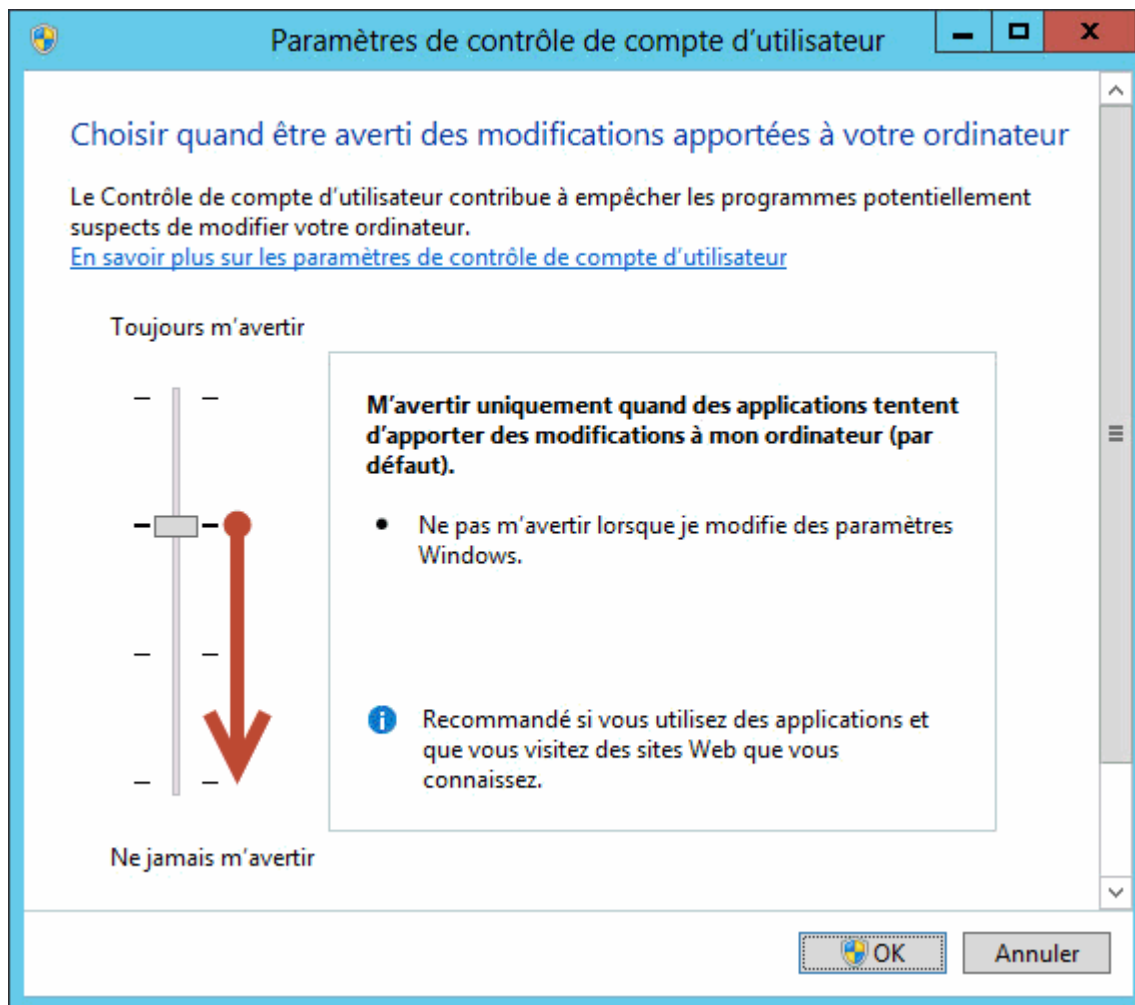 Paramètres de contrôle de compte d’utilisateur
Choisir quand être averti des modifications apportées à votre ordinateur
Le Contrôle de compte d’utilisateur contribue à empêcher les programmes potentiellement
suspects de modifier votre ordinateur.
En savoir plus sur les paramètres de contrôle de compte d’utilisateur
Toujours m’avertir
M’avertir uniquement quand des applications tentent
d’apporter des modifications à mon ordinateur (par
défaut).
Ne pas m’avertir lorsque je modifie des paramètres
Windows.
Recommandé si vous utilisez des applications et
que vous visitez des sites Web que vous
connaissez.
Ne jamais m’avertir
OK
Annuler